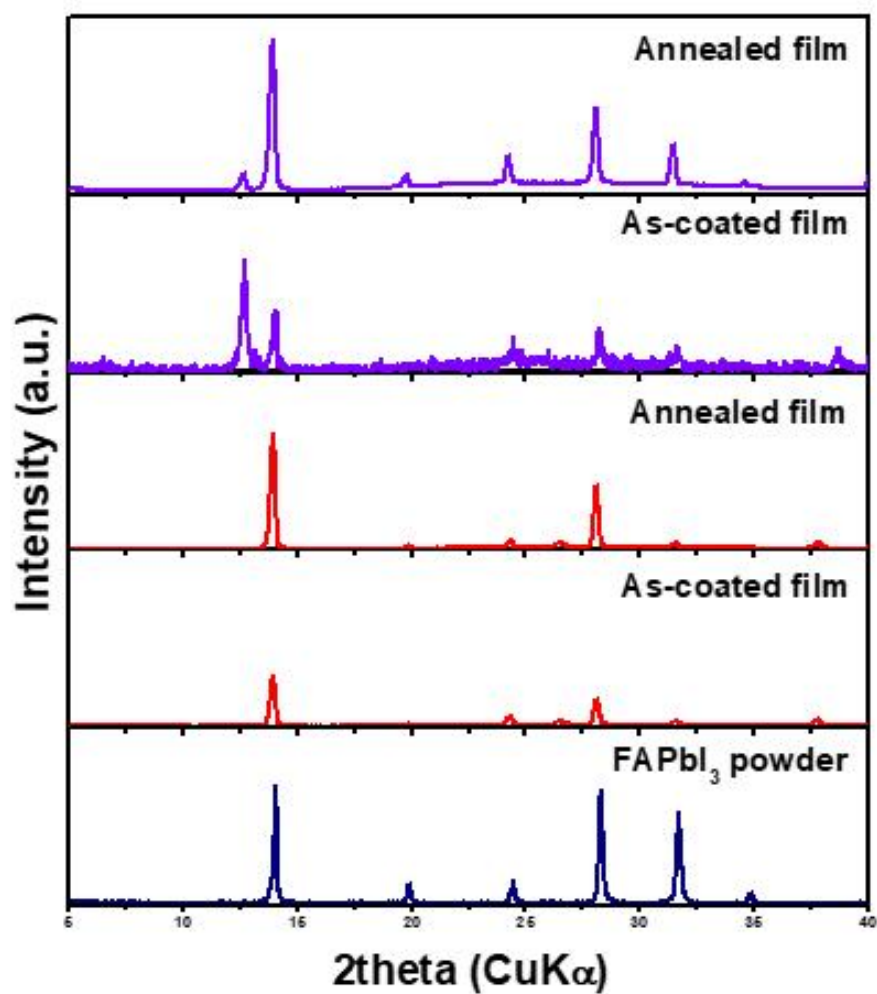 Annealed film
As-coated film
Annealed film
As-coated film
FAPbI₃ powder
Intensity (a.u.)
5 10 15 20 25 30 35 40
2theta (CuKα)